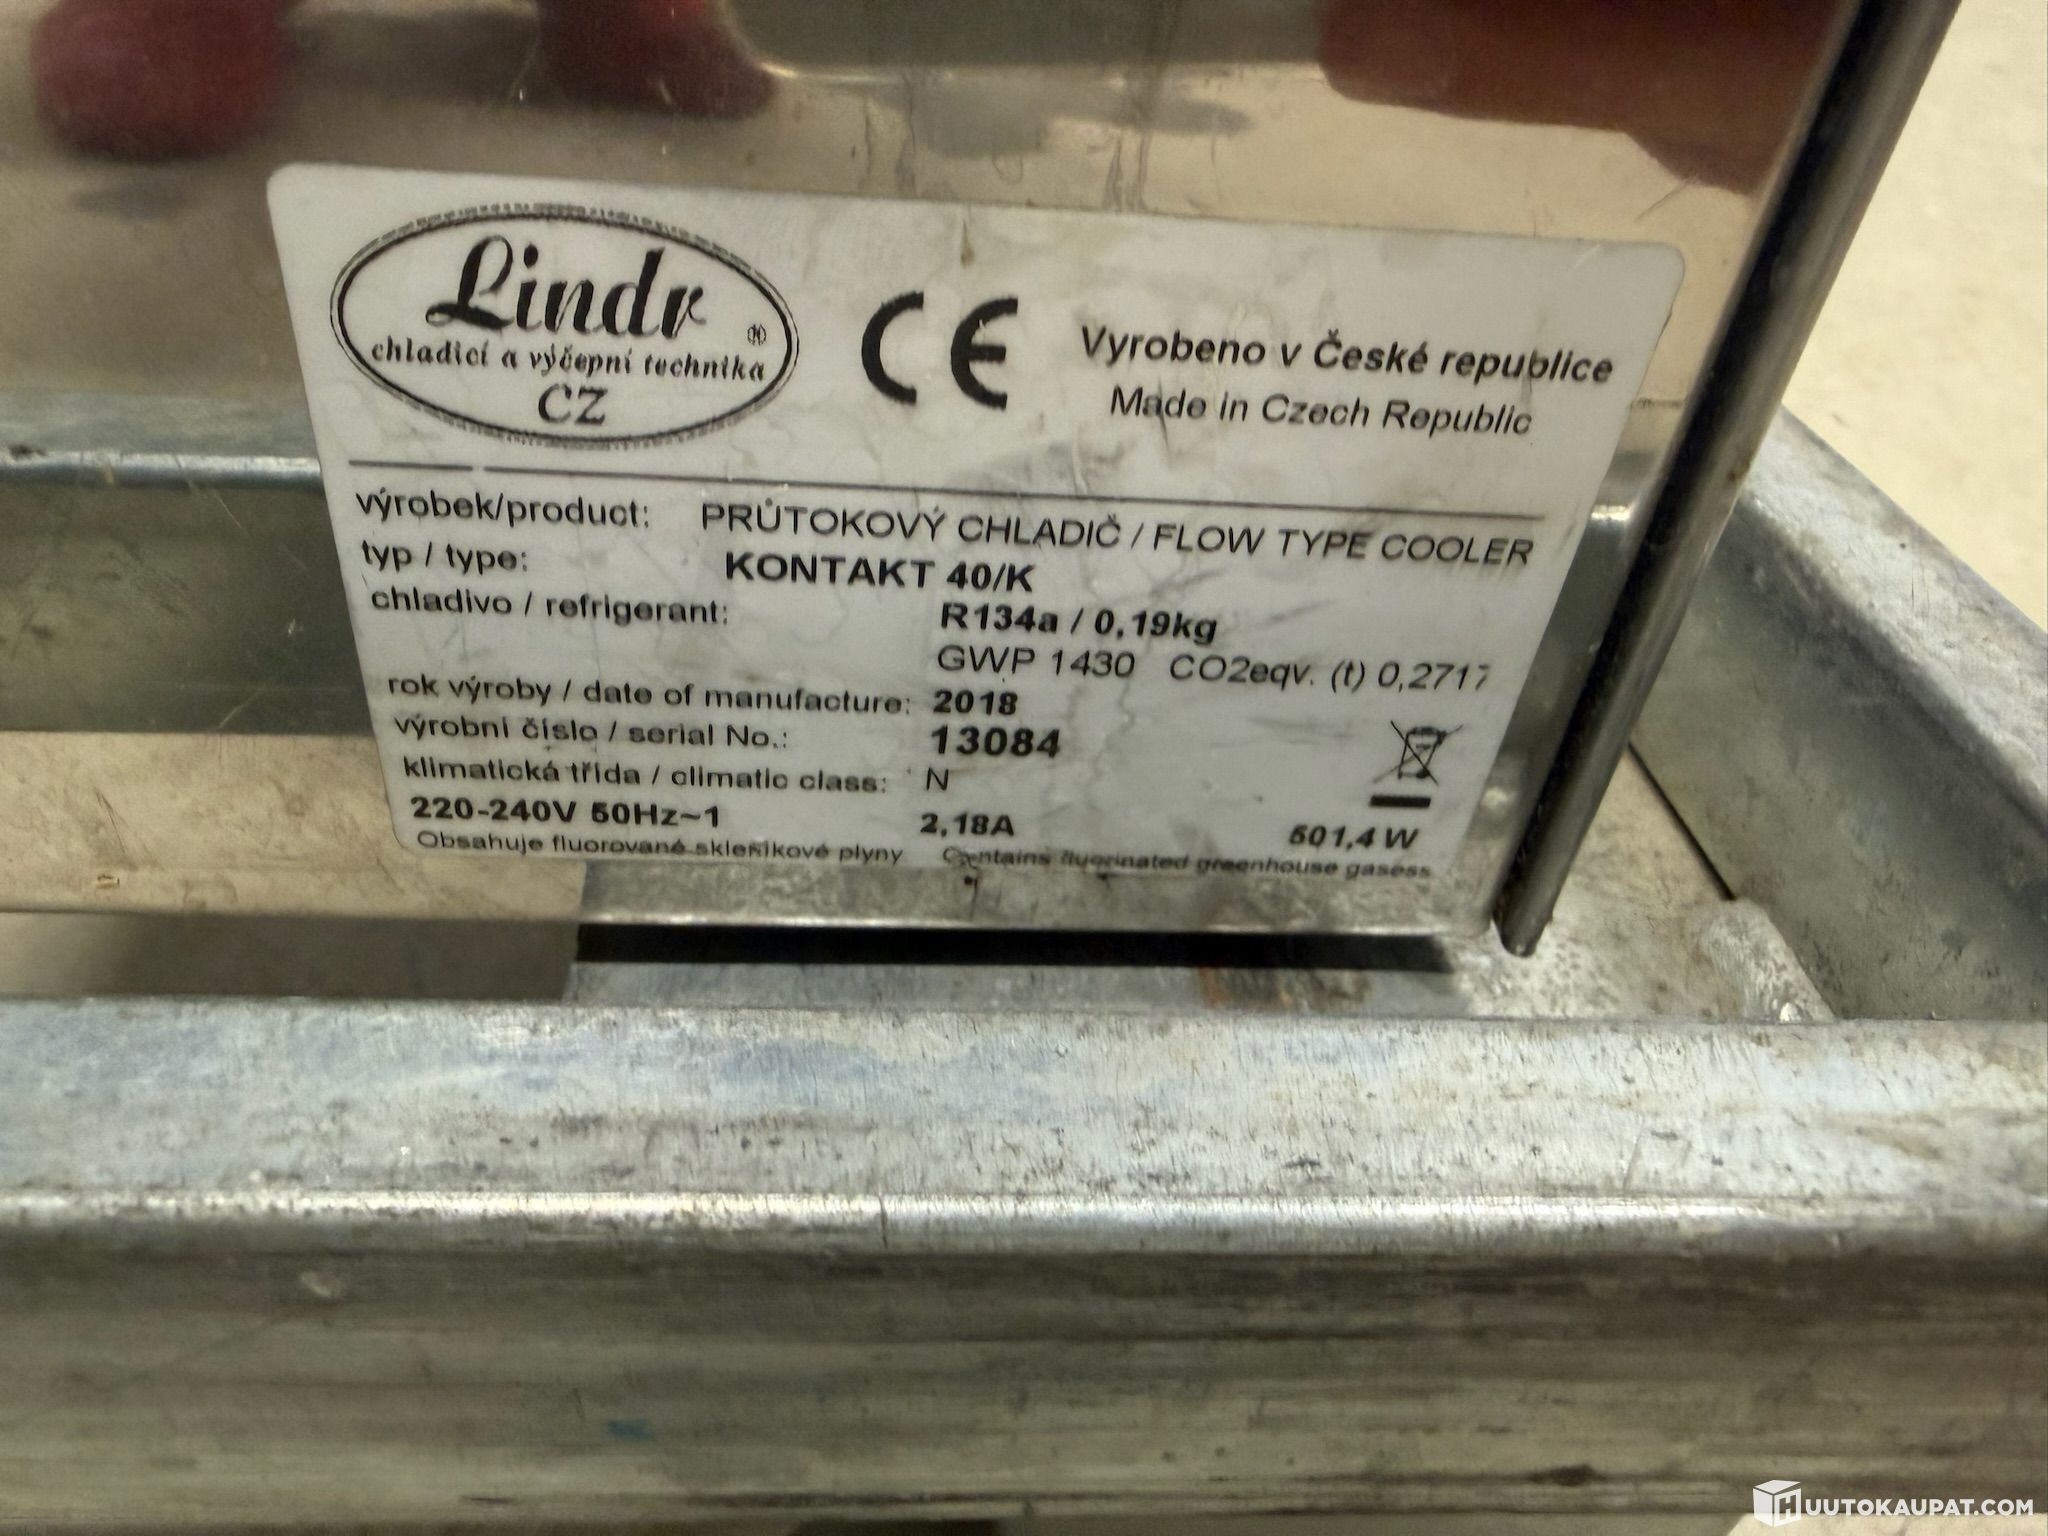 Lindr ®
chladicí a výčepní technika
CZ
CE
Vyrobeno v České republice
Made in Czech Republic
výrobek/product: PRŮTOKOVÝ CHLADIČ / FLOW TYPE COOLER
typ / type: KONTAKT 40/K
chladivo / refrigerant: R134a / 0,19kg
GWP 1430 CO2eqv. (t) 0,2717
rok výroby / date of manufacture: 2018
výrobní číslo / serial No.: 13084
klimatická třída / climatic class: N
220-240V 50Hz~1 2,18A 501,4 W
Obsahuje fluorované skleníkové plyny Contains fluorinated greenhouse gasess
HUUTOKAUPAT.COM